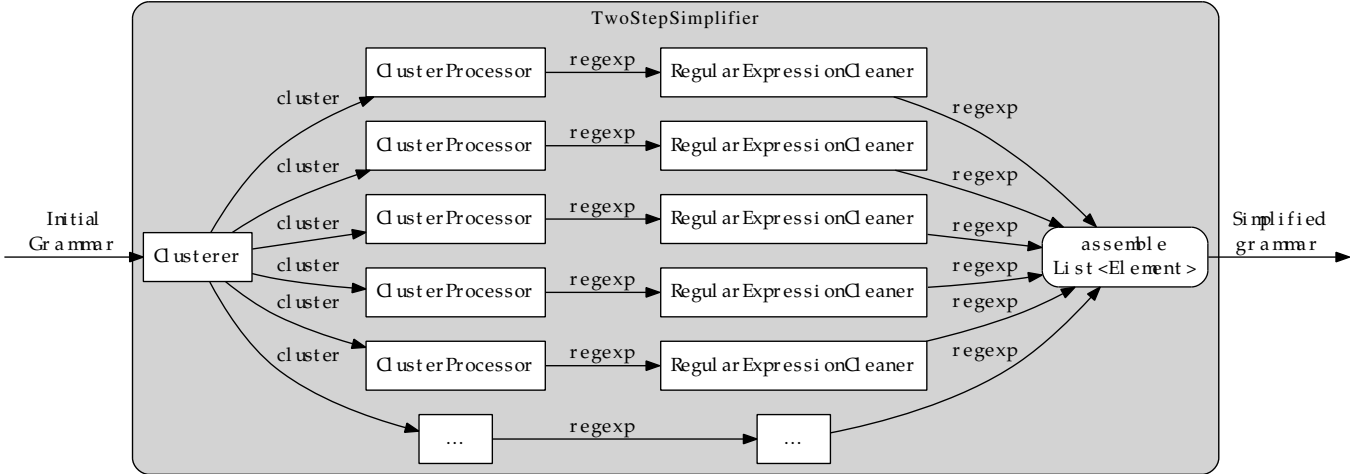 TwoStepSimplifier
ClusterProcessor
regexp
RegularExpressionCleaner
cluster
regexp
ClusterProcessor
regexp
RegularExpressionCleaner
cluster
regexp
ClusterProcessor
regexp
RegularExpressionCleaner
cluster
regexp
Initial
Grammar
Clusterer
assemble
List<Element>
Simplified
grammar
cluster
regexp
ClusterProcessor
regexp
RegularExpressionCleaner
cluster
regexp
ClusterProcessor
regexp
RegularExpressionCleaner
cluster
regexp
...
regexp
...